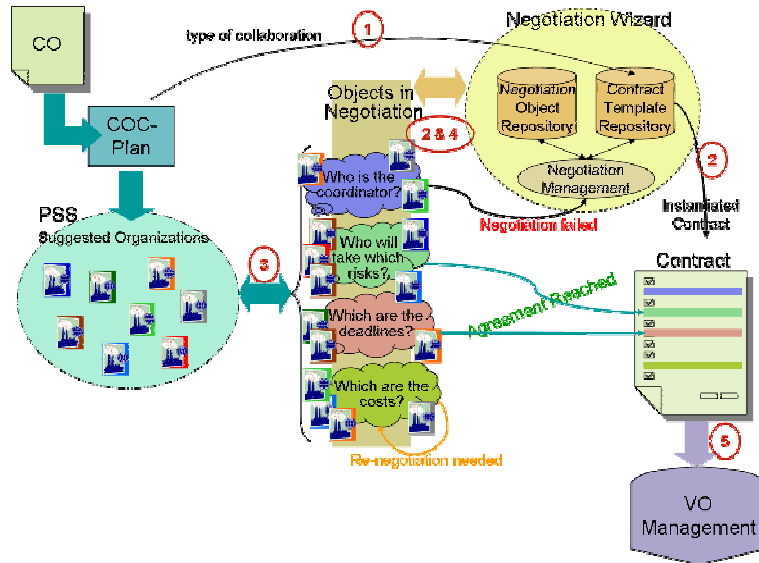 CO
type of collaboration
1
Negotiation Wizard
COC-
Plan
Objects in
Negotiation
Negotiation
Object
Repository
Contract
Template
Repository
2 & 4
2
Negotiation
Management
Who is the
coordinator?
PSS
Suggested Organizations
Negotiation failed
Instantiated
Contract
3
Who will
take which
risks?
Contract
Agreement Reached
Which are the
deadlines?
Which are the
costs?
Re-negotiation needed
5
VO
Management